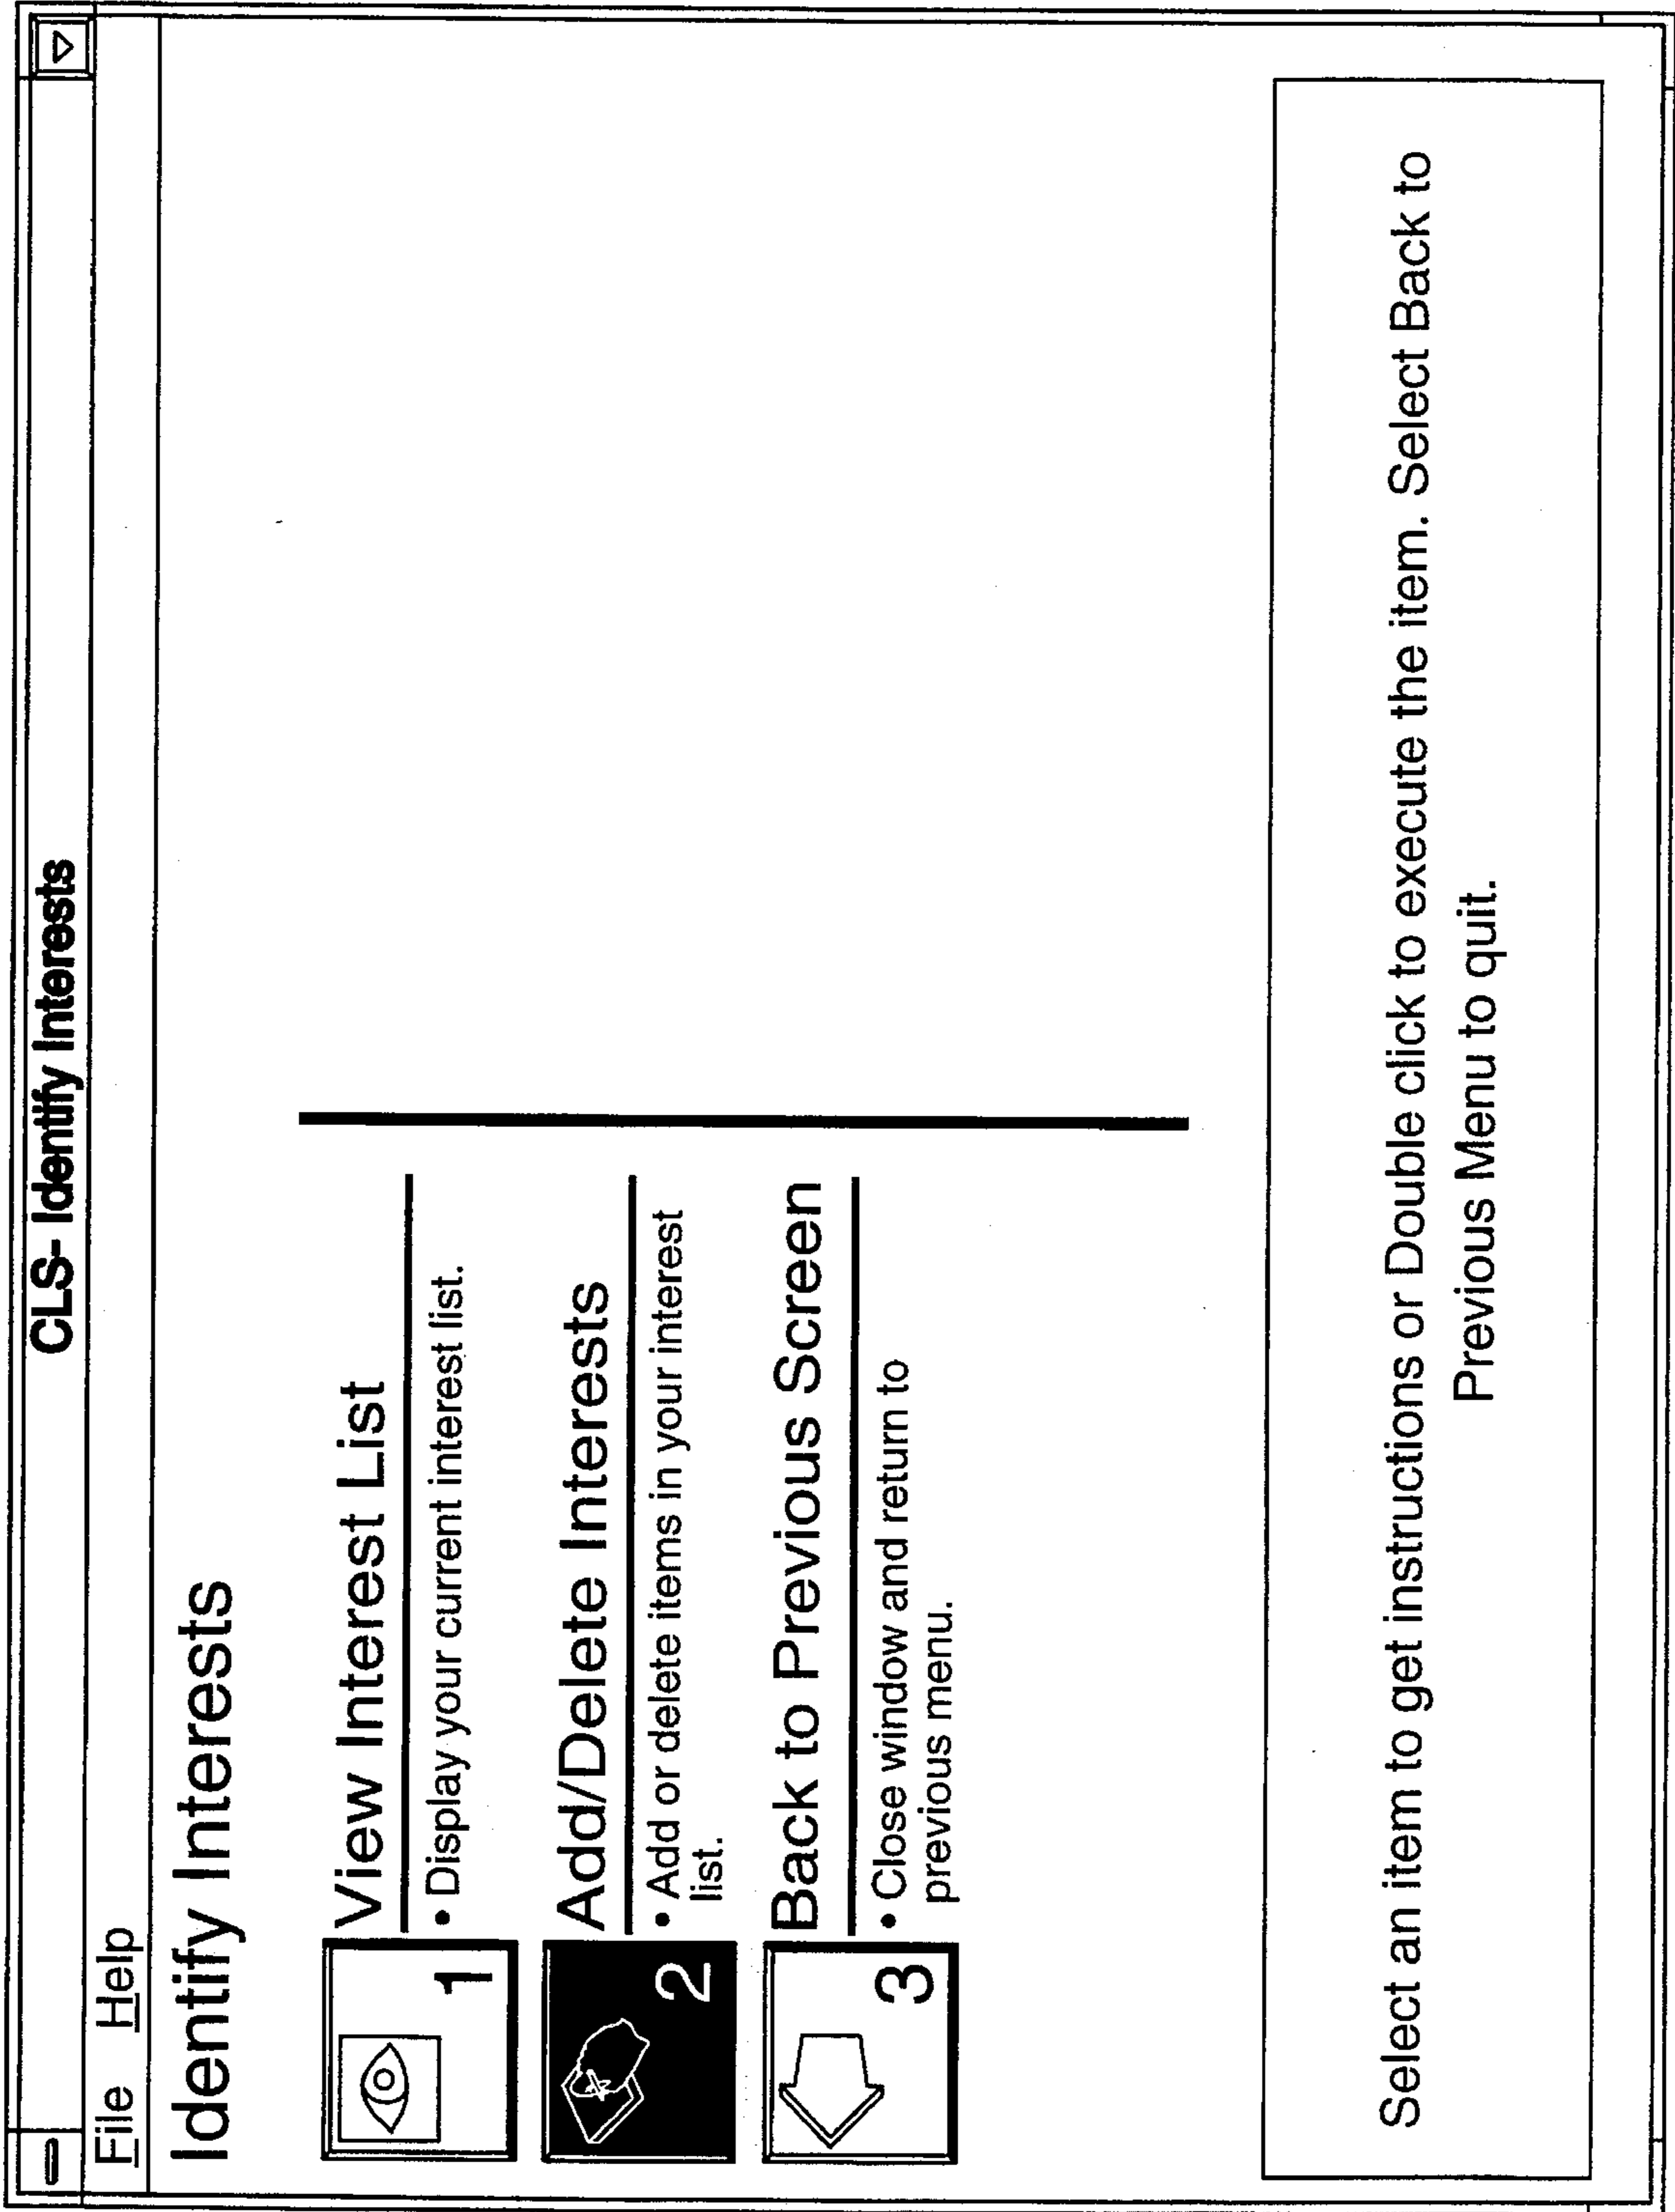 CLS- Identify Interests
File Help
Identify Interests
1
View Interest List
• Display your current interest list.
2
Add/Delete Interests
• Add or delete items in your interest
list.
3
Back to Previous Screen
• Close window and return to
previous menu.
Select an item to get instructions or Double click to execute the item. Select Back to
Previous Menu to quit.